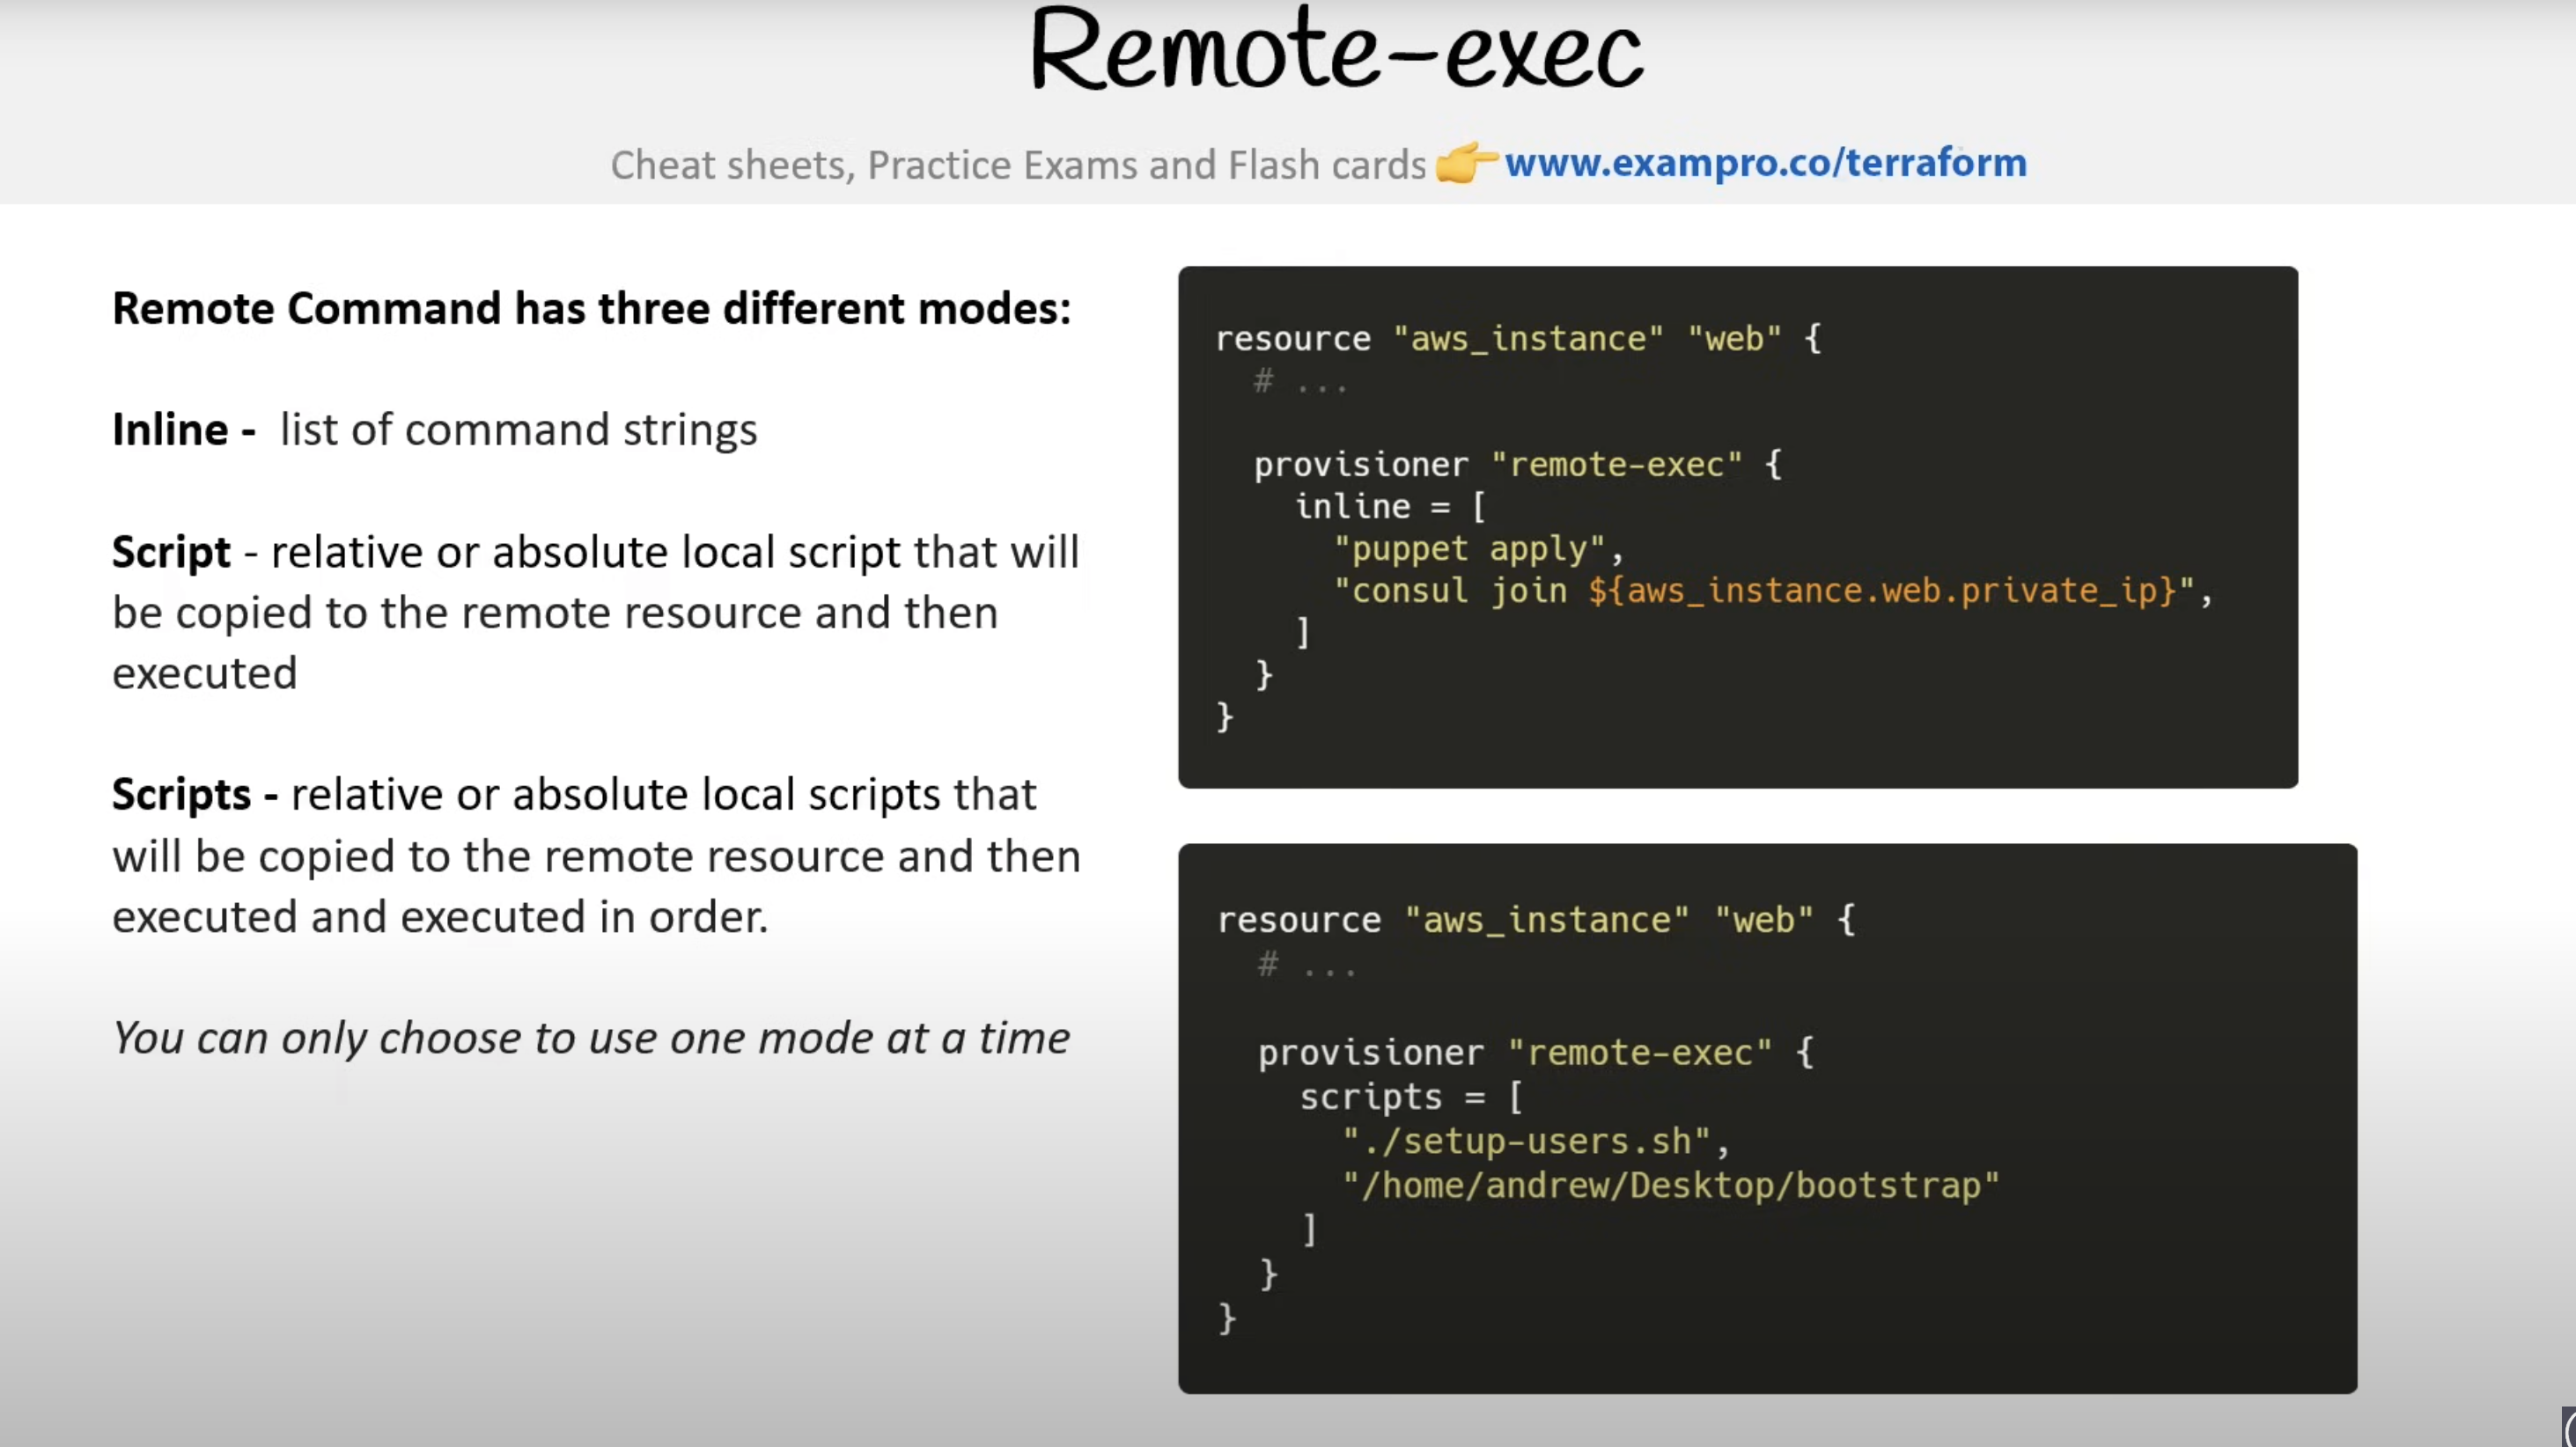 Remote-exec
Cheat sheets, Practice Exams and Flash cards 👉 www.exampro.co/terraform
Remote Command has three different modes:
Inline - list of command strings
Script - relative or absolute local script that will
be copied to the remote resource and then
executed
Scripts - relative or absolute local scripts that
will be copied to the remote resource and then
executed and executed in order.
You can only choose to use one mode at a time
resource "aws_instance" "web" {
  # ...
  provisioner "remote-exec" {
    inline = [
      "puppet apply",
      "consul join ${aws_instance.web.private_ip}",
    ]
  }
}
resource "aws_instance" "web" {
  # ...
  provisioner "remote-exec" {
    scripts = [
      "./setup-users.sh",
      "/home/andrew/Desktop/bootstrap"
    ]
  }
}